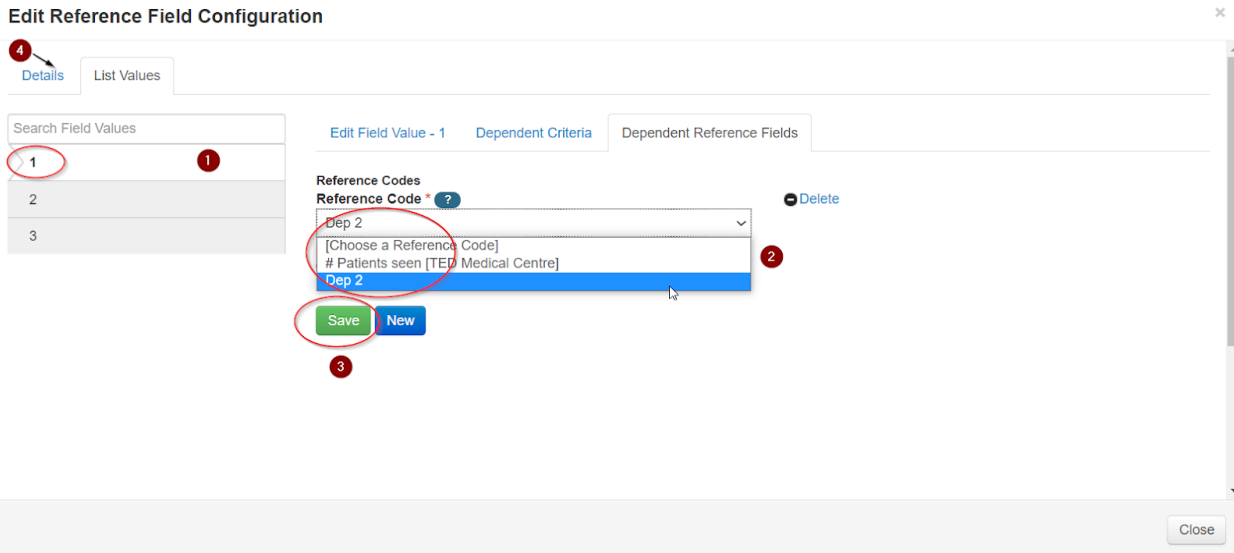 Edit Reference Field Configuration
×
4
Details
List Values
Search Field Values
Edit Field Value - 1
Dependent Criteria
Dependent Reference Fields
1
1
2
3
Reference Codes
Reference Code * ?
Delete
Dep 2
[Choose a Reference Code]
# Patients seen [TED Medical Centre]
Dep 2
2
Save
New
3
Close